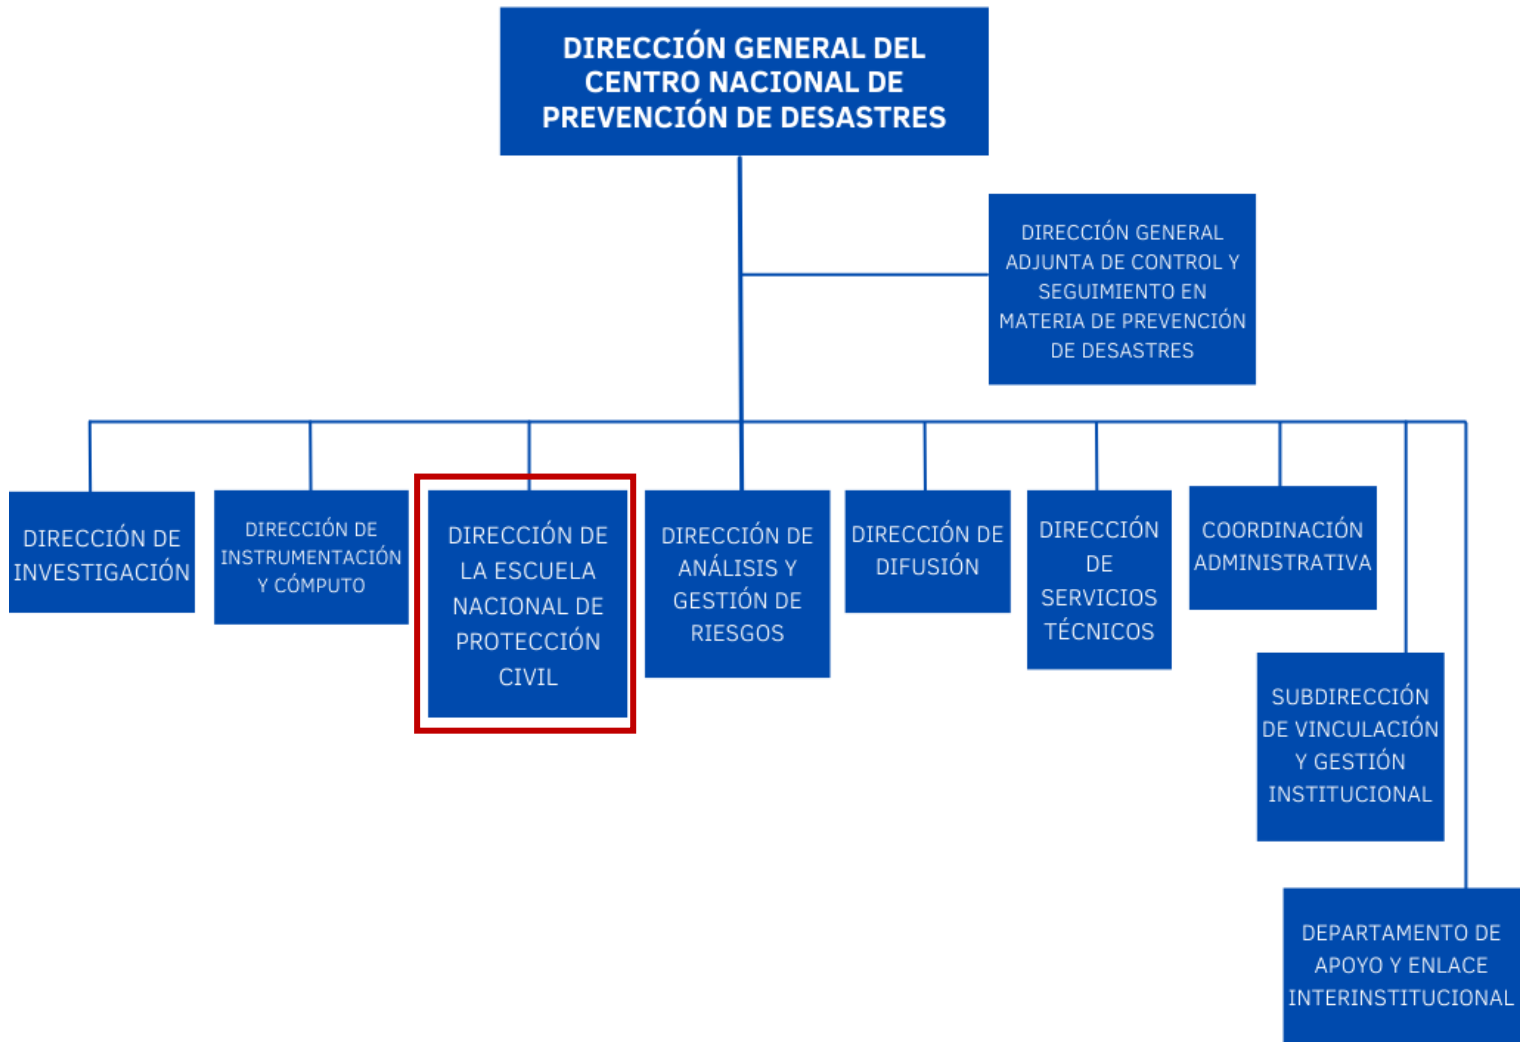 DIRECCIÓN GENERAL DEL
CENTRO NACIONAL DE
PREVENCIÓN DE DESASTRES
DIRECCIÓN GENERAL
ADJUNTA DE CONTROL Y
SEGUIMIENTO EN
MATERIA DE PREVENCIÓN
DE DESASTRES
DIRECCIÓN DE
INVESTIGACIÓN
DIRECCIÓN DE
INSTRUMENTACIÓN
Y CÓMPUTO
DIRECCIÓN DE
LA ESCUELA
NACIONAL DE
PROTECCIÓN
CIVIL
DIRECCIÓN DE
ANÁLISIS Y
GESTIÓN DE
RIESGOS
DIRECCIÓN DE
DIFUSIÓN
DIRECCIÓN
DE
SERVICIOS
TÉCNICOS
COORDINACIÓN
ADMINISTRATIVA
SUBDIRECCIÓN
DE VINCULACIÓN
Y GESTIÓN
INSTITUCIONAL
DEPARTAMENTO DE
APOYO Y ENLACE
INTERINSTITUCIONAL